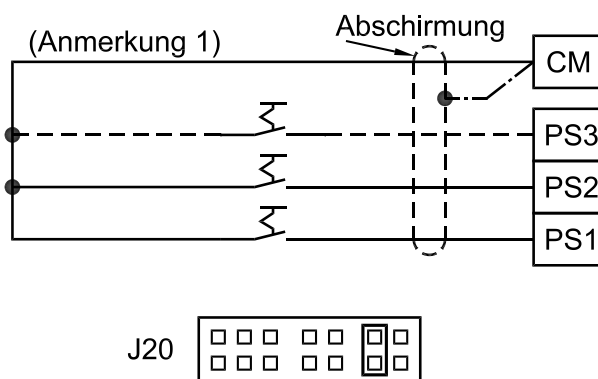 Abschirmung
(Anmerkung 1)
CM
PS3
PS2
PS1
J20